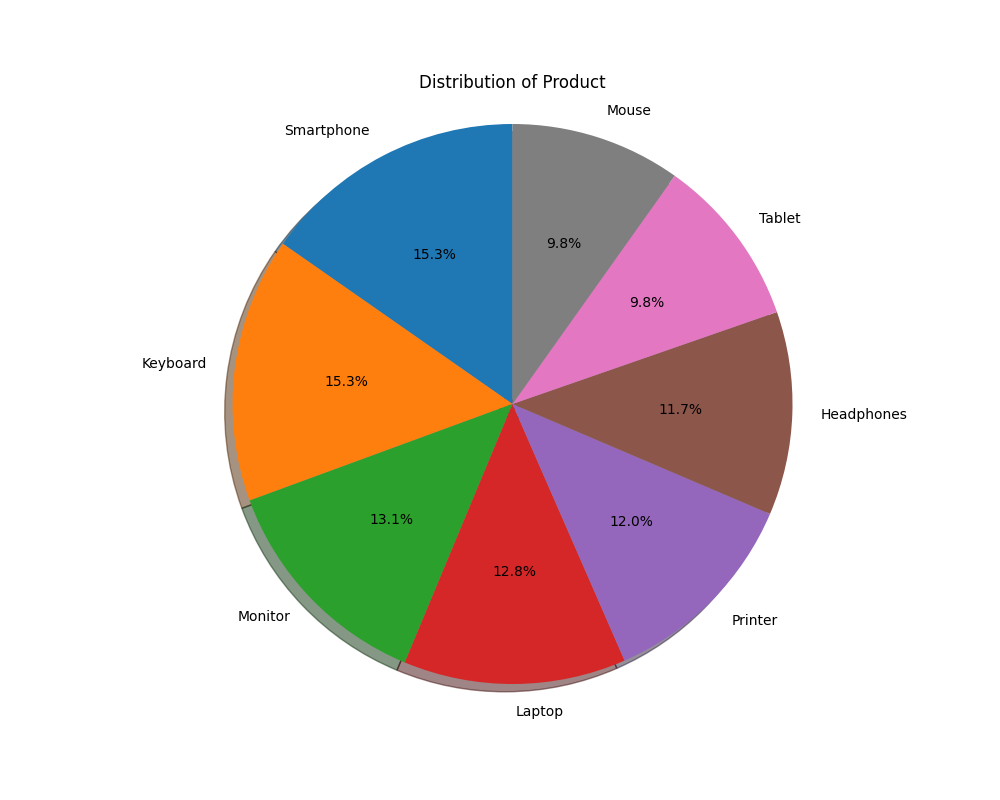 Distribution of Product
Mouse
Smartphone
Tablet
9.8%
15.3%
9.8%
Keyboard
15.3%
11.7%
Headphones
13.1%
12.0%
12.8%
Monitor
Printer
Laptop